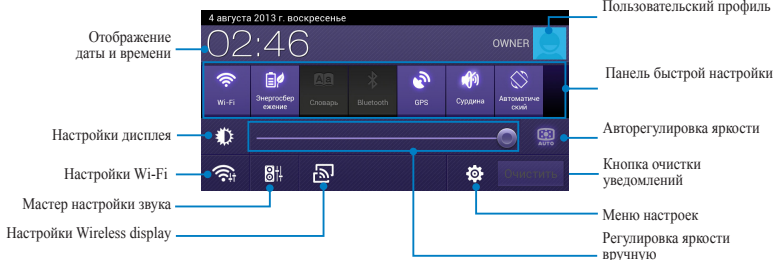 Пользовательский профиль
4 августа 2013 г. воскресенье
Отображение
даты и времени
02:46
OWNER
Панель быстрой настройки
Wi-Fi
Энергосбер
ежение
Словарь
Bluetooth
GPS
Сурдина
Автоматиче
ский
Настройки дисплея
AUTO
Авторегулировка яркости
Настройки Wi-Fi
Очистить
Кнопка очистки
уведомлений
Мастер настройки звука
Меню настроек
Настройки Wireless display
Регулировка яркости
вручную